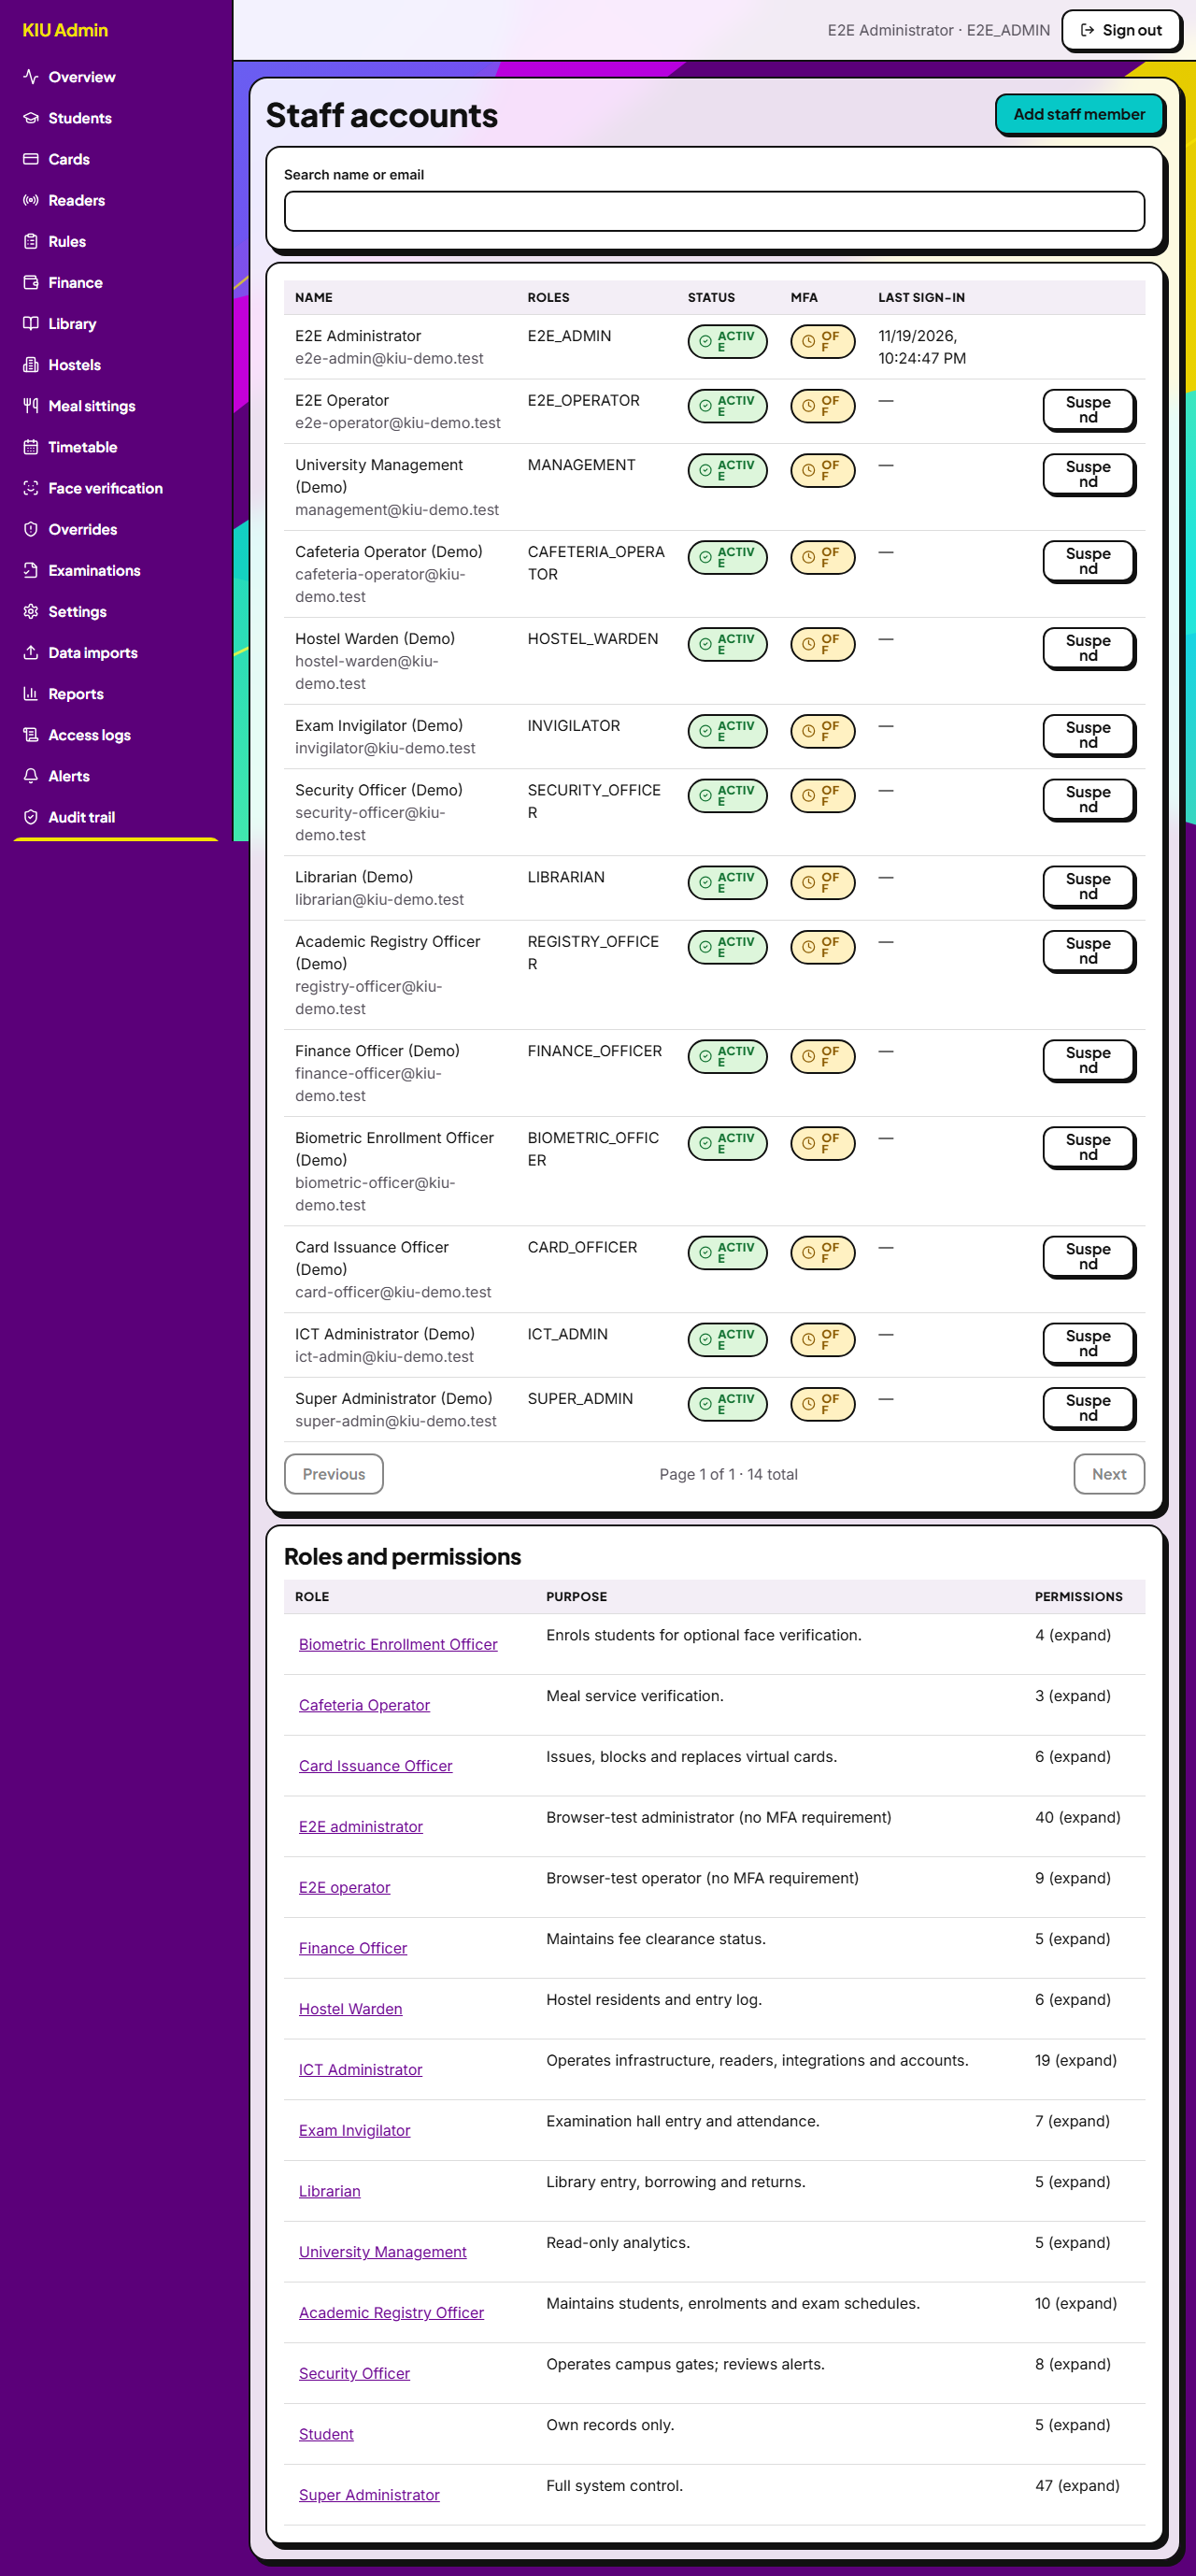 KIU Admin
E2E Administrator · E2E_ADMIN
Sign out
Overview
Students
Cards
Readers
Rules
Finance
Library
Hostels
Meal sittings
Timetable
Face verification
Overrides
Examinations
Settings
Data imports
Reports
Access logs
Alerts
Audit trail
Staff accounts
Add staff member
Search name or email
NAME ROLES STATUS MFA LAST SIGN-IN
E2E Administrator E2E_ADMIN ACTIV OF 11/19/2026,
e2e-admin@kiu-demo.test E F 10:24:47 PM
E2E Operator E2E_OPERATOR ACTIV OF — Suspe
e2e-operator@kiu-demo.test E F nd
University Management MANAGEMENT ACTIV OF — Suspe
(Demo) E F nd
management@kiu-demo.test
Cafeteria Operator (Demo) CAFETERIA_OPERA ACTIV OF — Suspe
cafeteria-operator@kiu- TOR E F nd
demo.test
Hostel Warden (Demo) HOSTEL_WARDEN ACTIV OF — Suspe
hostel-warden@kiu- E F nd
demo.test
Exam Invigilator (Demo) INVIGILATOR ACTIV OF — Suspe
invigilator@kiu-demo.test E F nd
Security Officer (Demo) SECURITY_OFFICE ACTIV OF — Suspe
security-officer@kiu- R E F nd
demo.test
Librarian (Demo) LIBRARIAN ACTIV OF — Suspe
librarian@kiu-demo.test E F nd
Academic Registry Officer REGISTRY_OFFICE ACTIV OF — Suspe
(Demo) R E F nd
registry-officer@kiu-
demo.test
Finance Officer (Demo) FINANCE_OFFICER ACTIV OF — Suspe
finance-officer@kiu- E F nd
demo.test
Biometric Enrollment Officer BIOMETRIC_OFFIC ACTIV OF — Suspe
(Demo) ER E F nd
biometric-officer@kiu-
demo.test
Card Issuance Officer CARD_OFFICER ACTIV OF — Suspe
(Demo) E F nd
card-officer@kiu-demo.test
ICT Administrator (Demo) ICT_ADMIN ACTIV OF — Suspe
ict-admin@kiu-demo.test E F nd
Super Administrator (Demo) SUPER_ADMIN ACTIV OF — Suspe
super-admin@kiu-demo.test E F nd
Previous Page 1 of 1 · 14 total Next
Roles and permissions
ROLE PURPOSE PERMISSIONS
Biometric Enrollment Officer Enrols students for optional face verification. 4 (expand)
Cafeteria Operator Meal service verification. 3 (expand)
Card Issuance Officer Issues, blocks and replaces virtual cards. 6 (expand)
E2E administrator Browser-test administrator (no MFA requirement) 40 (expand)
E2E operator Browser-test operator (no MFA requirement) 9 (expand)
Finance Officer Maintains fee clearance status. 5 (expand)
Hostel Warden Hostel residents and entry log. 6 (expand)
ICT Administrator Operates infrastructure, readers, integrations and accounts. 19 (expand)
Exam Invigilator Examination hall entry and attendance. 7 (expand)
Librarian Library entry, borrowing and returns. 5 (expand)
University Management Read-only analytics. 5 (expand)
Academic Registry Officer Maintains students, enrolments and exam schedules. 10 (expand)
Security Officer Operates campus gates; reviews alerts. 8 (expand)
Student Own records only. 5 (expand)
Super Administrator Full system control. 47 (expand)